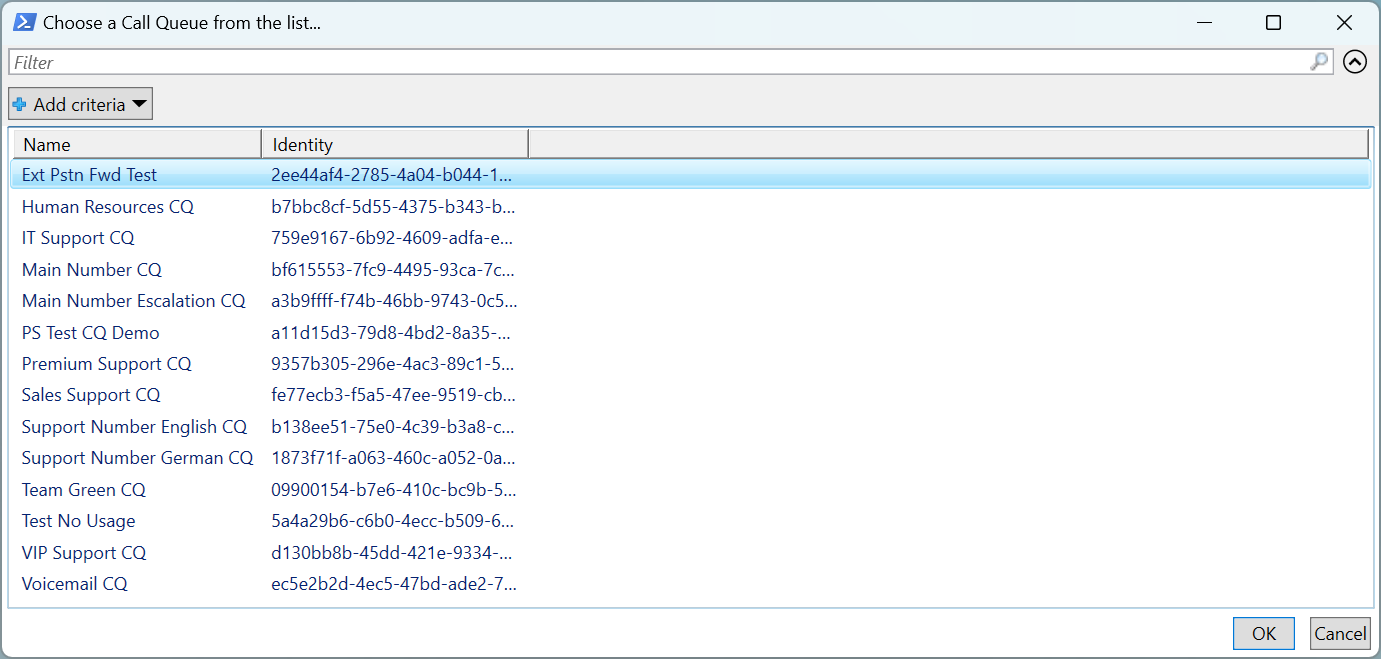 Choose a Call Queue from the list...
Filter
Add criteria
Name Identity
Ext Pstn Fwd Test 2ee44af4-2785-4a04-b044-1...
Human Resources CQ b7bbc8cf-5d55-4375-b343-b...
IT Support CQ 759e9167-6b92-4609-adfa-e...
Main Number CQ bf615553-7fc9-4495-93ca-7c...
Main Number Escalation CQ a3b9ffff-f74b-46bb-9743-0c5...
PS Test CQ Demo a11d15d3-79d8-4bd2-8a35-...
Premium Support CQ 9357b305-296e-4ac3-89c1-5...
Sales Support CQ fe77ecb3-f5a5-47ee-9519-cb...
Support Number English CQ b138ee51-75e0-4c39-b3a8-c...
Support Number German CQ 1873f71f-a063-460c-a052-0a...
Team Green CQ 09900154-b7e6-410c-bc9b-5...
Test No Usage 5a4a29b6-c6b0-4ecc-b509-6...
VIP Support CQ d130bb8b-45dd-421e-9334-...
Voicemail CQ ec5e2b2d-4ec5-47bd-ade2-7...
OK Cancel